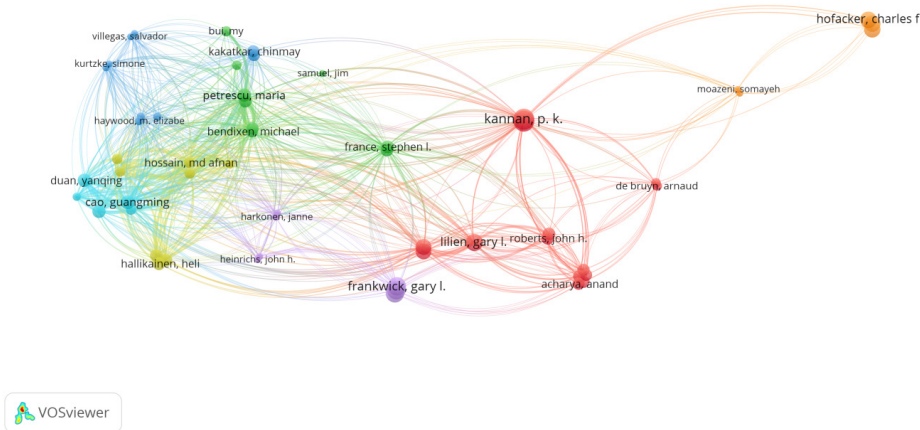 hofacker, charles f
villegas, salvador
bui, my
kakatkar, chinmay
kurtzke, simone
samuel, jim
moazeni, somayeh
petrescu, maria
haywood, m. elizabe
bendixen, michael
kannan, p. k.
france, stephen l.
hossain, md afnan
duan, yanqing
de bruyn, arnaud
cao, guangming
harkonen, janne
lilien, gary l.
roberts, john h.
hallikainen, heli
heinrichs, john h.
frankwick, gary l.
acharya, anand
VOSviewer